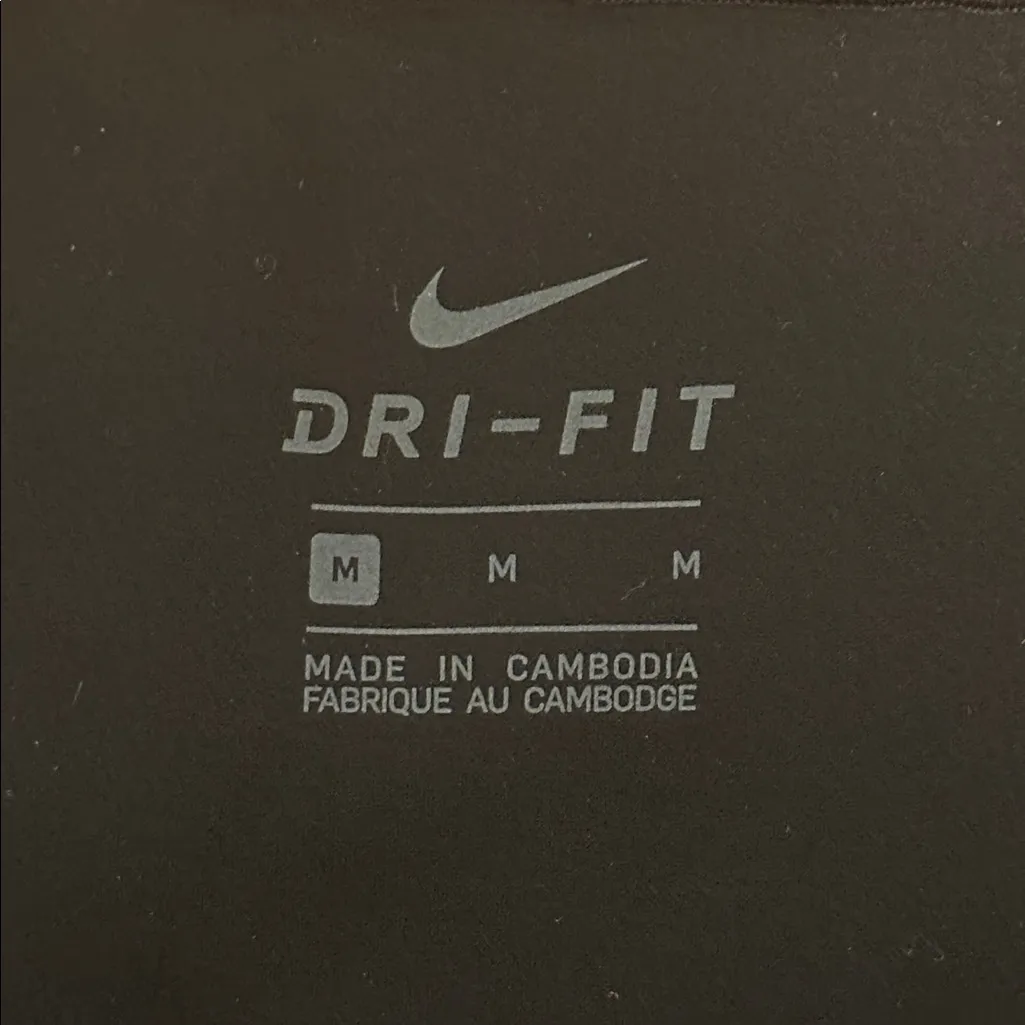 DRI-FIT
M M M
MADE IN CAMBODIA
FABRIQUE AU CAMBODGE